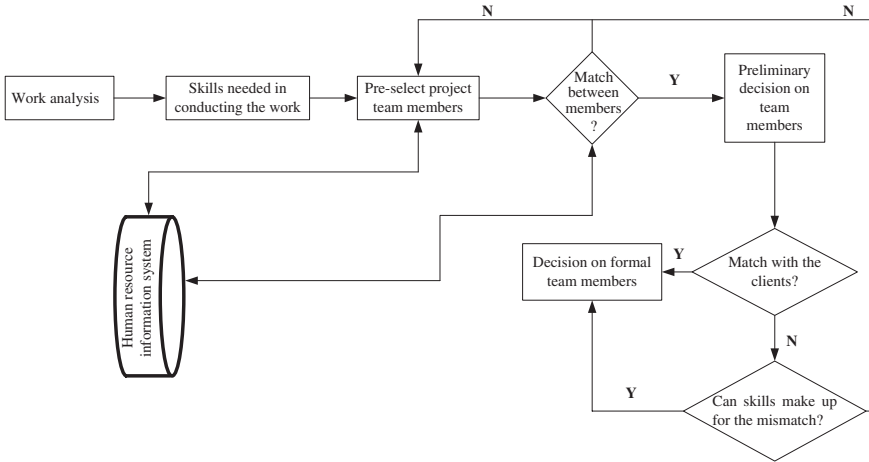 N
N
Work analysis
Skills needed in
conducting the work
Pre-select project
team members
Match
between
members
?
Y
Preliminary
decision on
team
members
Human resource
information system
Decision on formal
team members
Y
Match with the
clients?
N
Y
Can skills make up
for the mismatch?